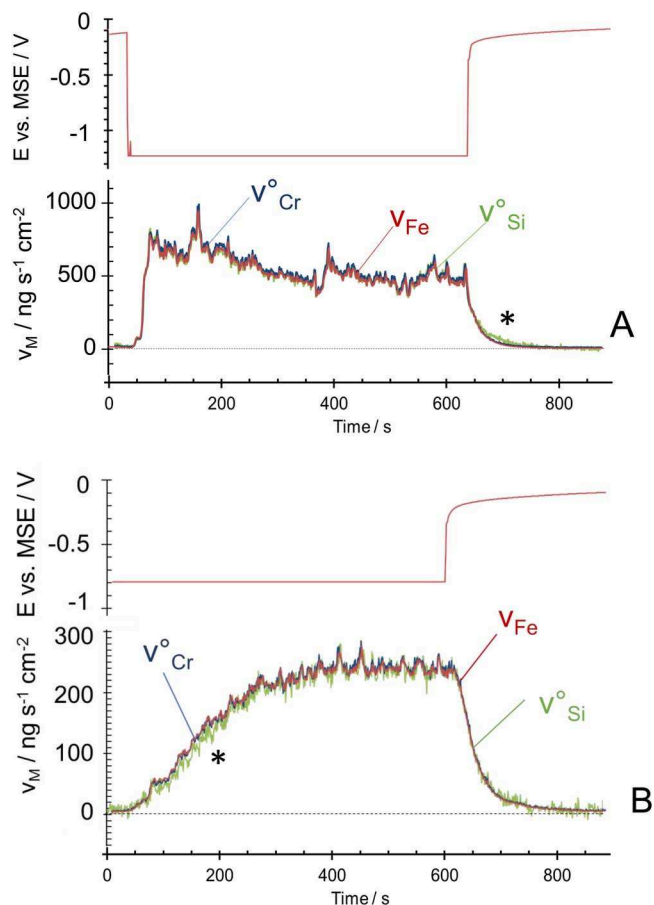 E vs. MSE / V
0
-0.5
-1
v°Cr
vFe
v°Si
1000
500
0
vM / ng s-1 cm-2
*
A
0 200 400 600 800
Time / s
E vs. MSE / V
0
-0.5
-1
vFe
v°Cr
v°Si
300
200
100
0
vM / ng s-1 cm-2
*
B
0 200 400 600 800
Time / s